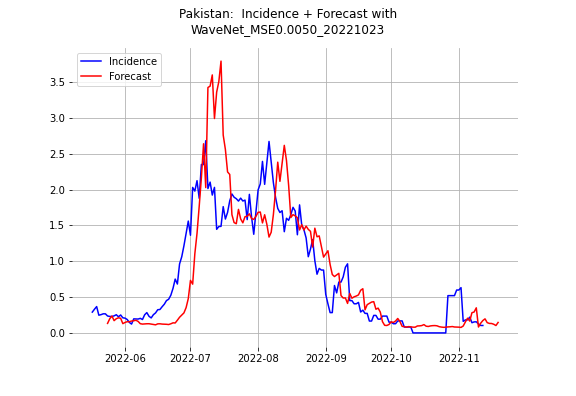 Pakistan:  Incidence + Forecast with
WaveNet_MSE0.0050_20221023
Incidence
Forecast
3.5
3.0
2.5
2.0
1.5
1.0
0.5
0.0
2022-06 2022-07 2022-08 2022-09 2022-10 2022-11